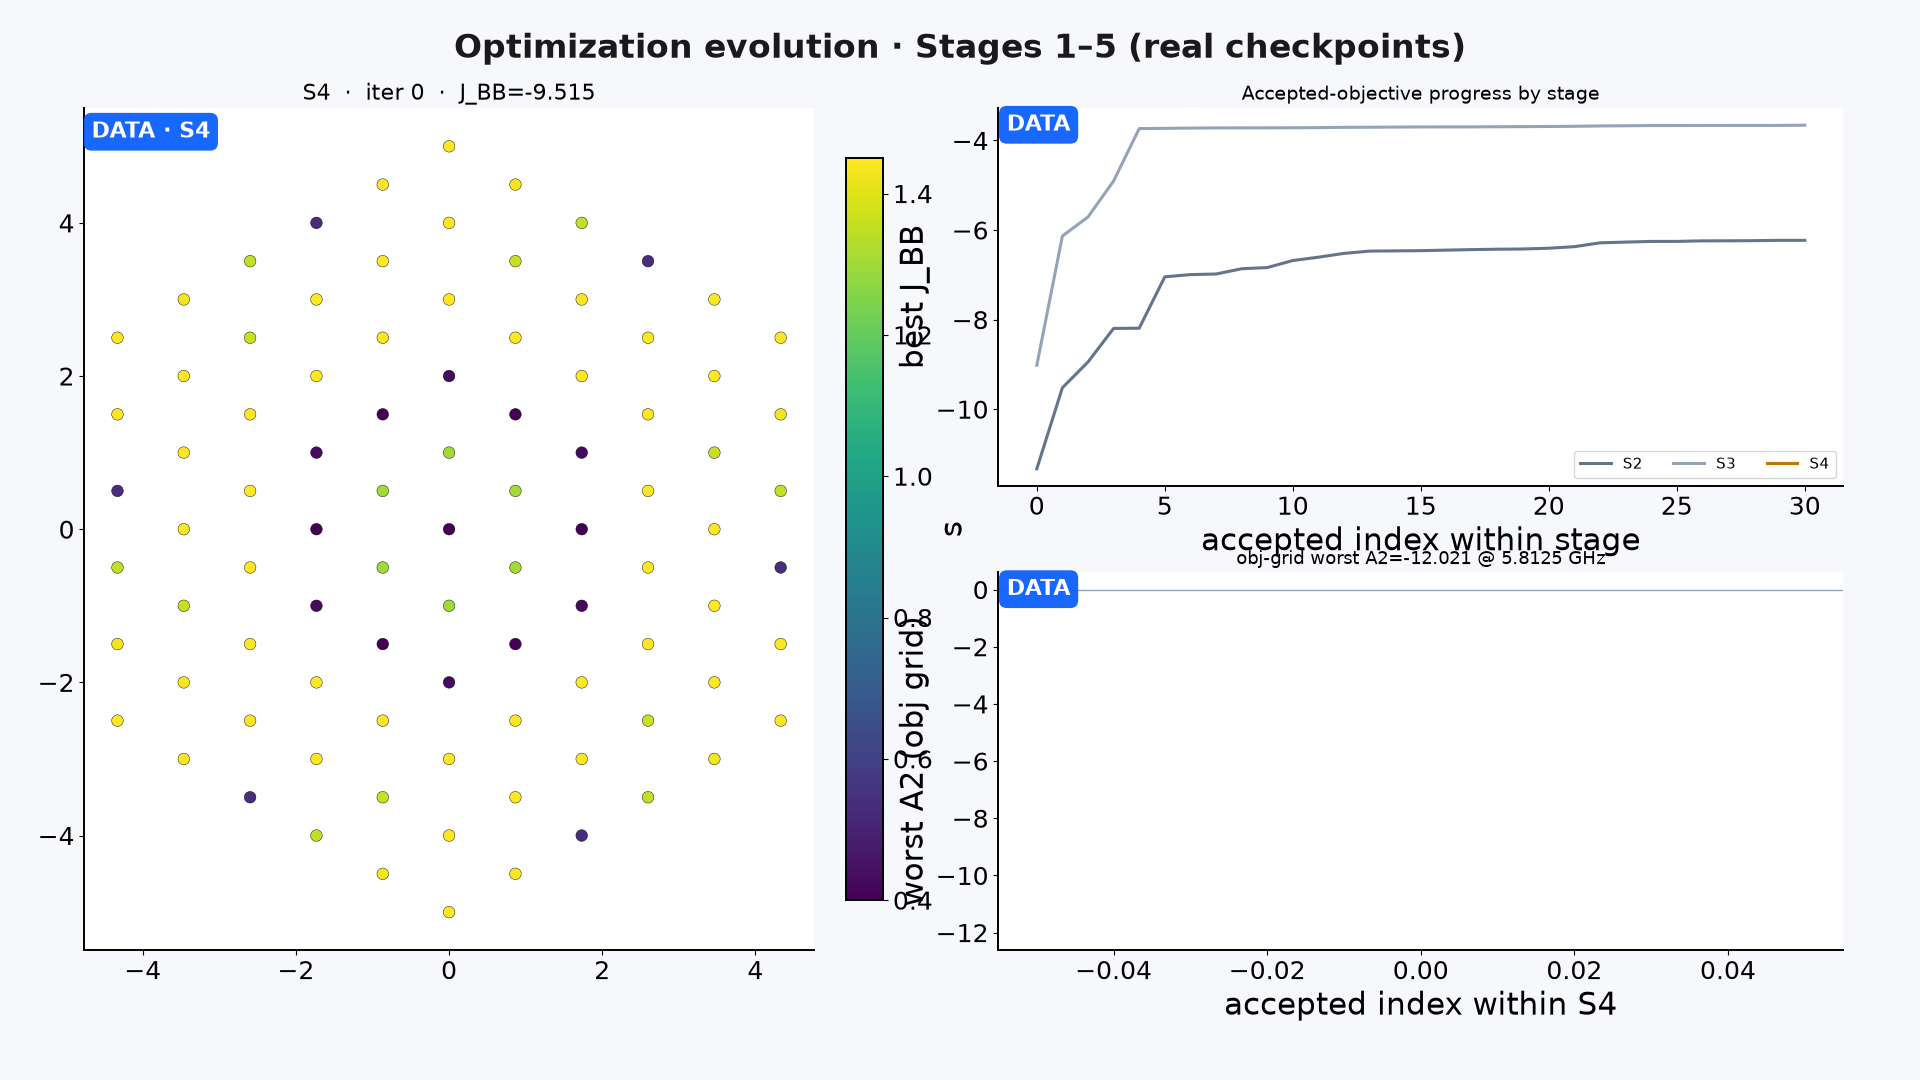 Optimization evolution · Stages 1–5 (real checkpoints)
S4 · iter 0 · J_BB=-9.515
DATA · S4
4
2
0
−2
−4
−4
−2
0
2
4
1.4
1.2
1.0
0.8
0.6
0.4
s
Accepted-objective progress by stage
DATA
best J_BB
−4
−6
−8
−10
S2
S3
S4
0
5
10
15
20
25
30
accepted index within stage
obj-grid worst A2=-12.021 @ 5.8125 GHz
DATA
worst A2 (obj grid)
0
−2
−4
−6
−8
−10
−12
−0.04
−0.02
0.00
0.02
0.04
accepted index within S4